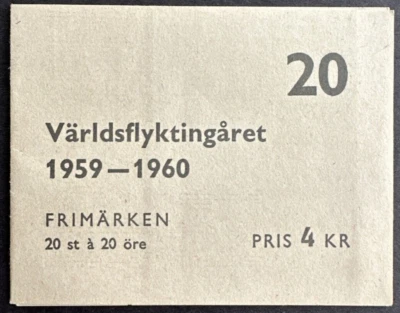 20
Världsflyktingåret
1959—1960
FRIMÄRKEN
20 st à 20 öre
PRIS 4 KR